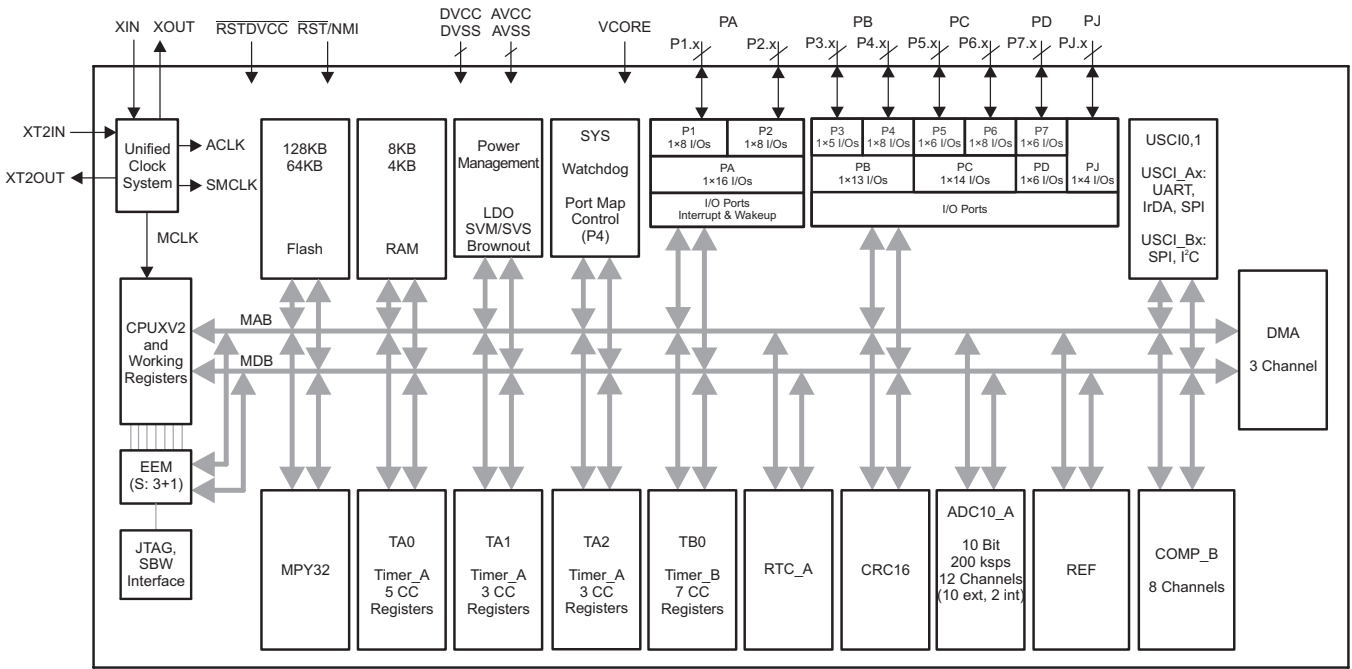 XIN
XOUT
RSTDVCC
RST/NMI
DVCC
DVSS
AVCC
AVSS
VCORE
PA
P1.x
P2.x
PB
P3.x
P4.x
PC
P5.x
P6.x
PD
P7.x
PJ
PJ.x
XT2IN
XT2OUT
Unified
Clock
System
ACLK
SMCLK
MCLK
128KB
64KB
Flash
8KB
4KB
RAM
Power
Management
LDO
SVM/SVS
Brownout
SYS
Watchdog
Port Map
Control
(P4)
P1
1×8 I/Os
P2
1×8 I/Os
PA
1×16 I/Os
I/O Ports
Interrupt & Wakeup
P3
1×5 I/Os
P4
1×8 I/Os
P5
1×6 I/Os
P6
1×8 I/Os
P7
1×6 I/Os
PB
1×13 I/Os
PC
1×14 I/Os
PD
1×6 I/Os
PJ
1×4 I/Os
I/O Ports
USCI0,1
USCI_Ax:
UART,
IrDA, SPI
USCI_Bx:
SPI, I²C
CPUXV2
and
Working
Registers
MAB
MDB
DMA
3 Channel
EEM
(S: 3+1)
JTAG,
SBW
Interface
MPY32
TA0
Timer_A
5 CC
Registers
TA1
Timer_A
3 CC
Registers
TA2
Timer_A
3 CC
Registers
TB0
Timer_B
7 CC
Registers
RTC_A
CRC16
ADC10_A
10 Bit
200 ksps
12 Channels
(10 ext, 2 int)
REF
COMP_B
8 Channels